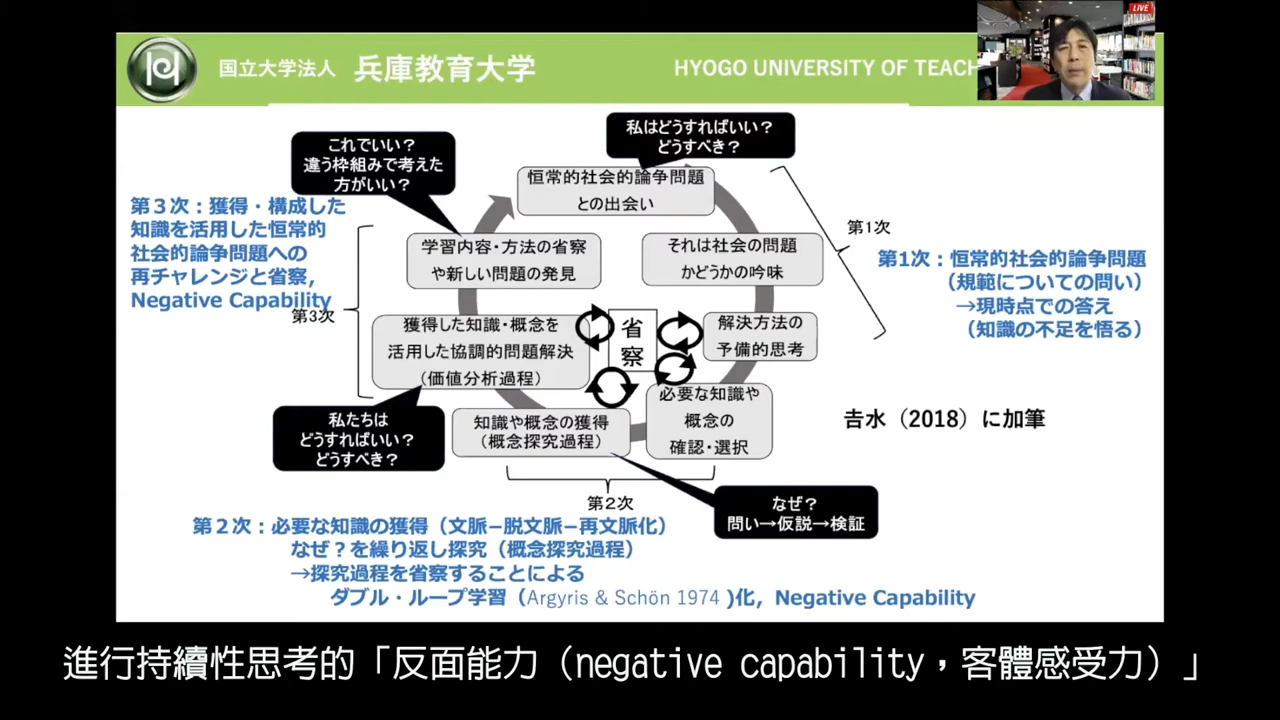 LIVE
国立大学法人 兵庫教育大学
HYOGO UNIVERSITY OF TEACH
私はどうすればいい？
どうすべき？
これでいい？
違う枠組みで考えた
方がいい？
恒常的社会的論争問題
との出会い
第３次：獲得・構成した
知識を活用した恒常的
社会的論争問題への
再チャレンジと省察，
Negative Capability
第3次
学習内容・方法の省察
や新しい問題の発見
それは社会の問題
かどうかの吟味
第1次
第1次：恒常的社会的論争問題
（規範についての問い）
→現時点での答え
（知識の不足を悟る）
獲得した知識・概念を
活用した協調的問題解決
（価値分析過程）
省
察
解決方法の
予備的思考
必要な知識や
概念の
確認・選択
知識や概念の獲得
（概念探究過程）
私たちは
どうすればいい？
どうすべき？
𠮷水（2018）に加筆
第２次
なぜ？
問い→仮説→検証
第２次：必要な知識の獲得（文脈−脱文脈−再文脈化）
なぜ？を繰り返し探究（概念探究過程）
→探究過程を省察することによる
ダブル・ループ学習（Argyris & Schön 1974 )化，Negative Capability
進行持續性思考的「反面能力（negative capability，客體感受力）」